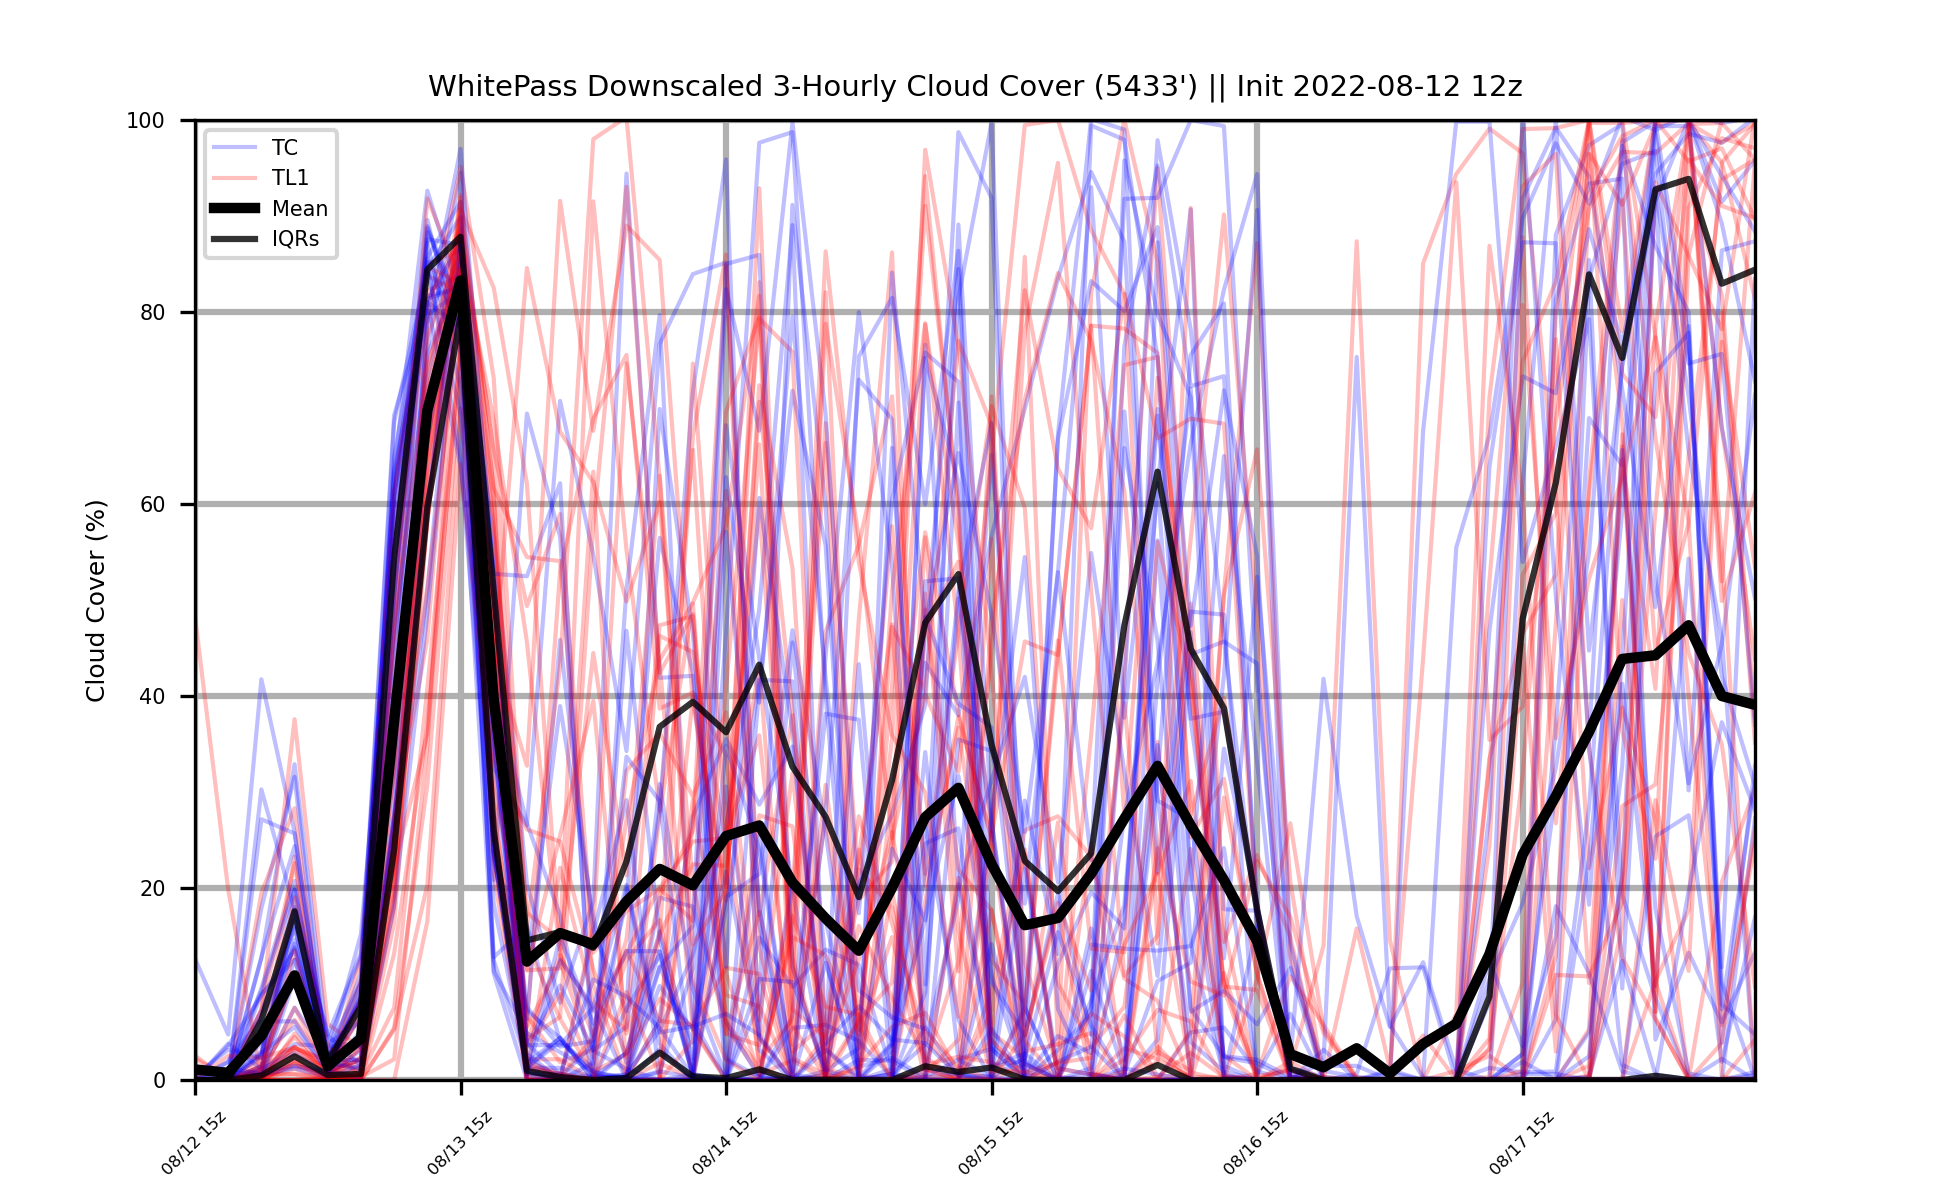 WhitePass Downscaled 3-Hourly Cloud Cover (5433') || Init 2022-08-12 12z
100
80
60
40
20
0
Cloud Cover (%)
TC
TL1
Mean
IQRs
08/12 15z
08/13 15z
08/14 15z
08/15 15z
08/16 15z
08/17 15z